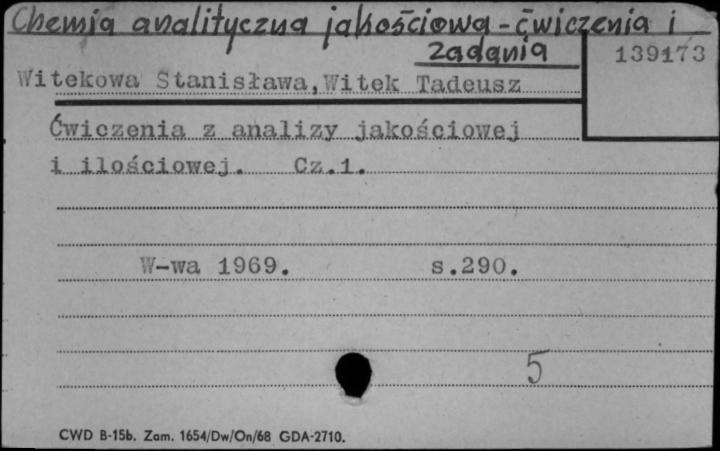 Chemia analityczna jakościowa - ćwiczenia i
zadania
139173
Witekowa Stanisława, Witek Tadeusz
Ćwiczenia z analizy jakościowej
i ilościowej. Cz.1.
W-wa 1969. s.290.
5
CWD B-15b. Zam. 1654/Dw/On/68 GDA-2710.